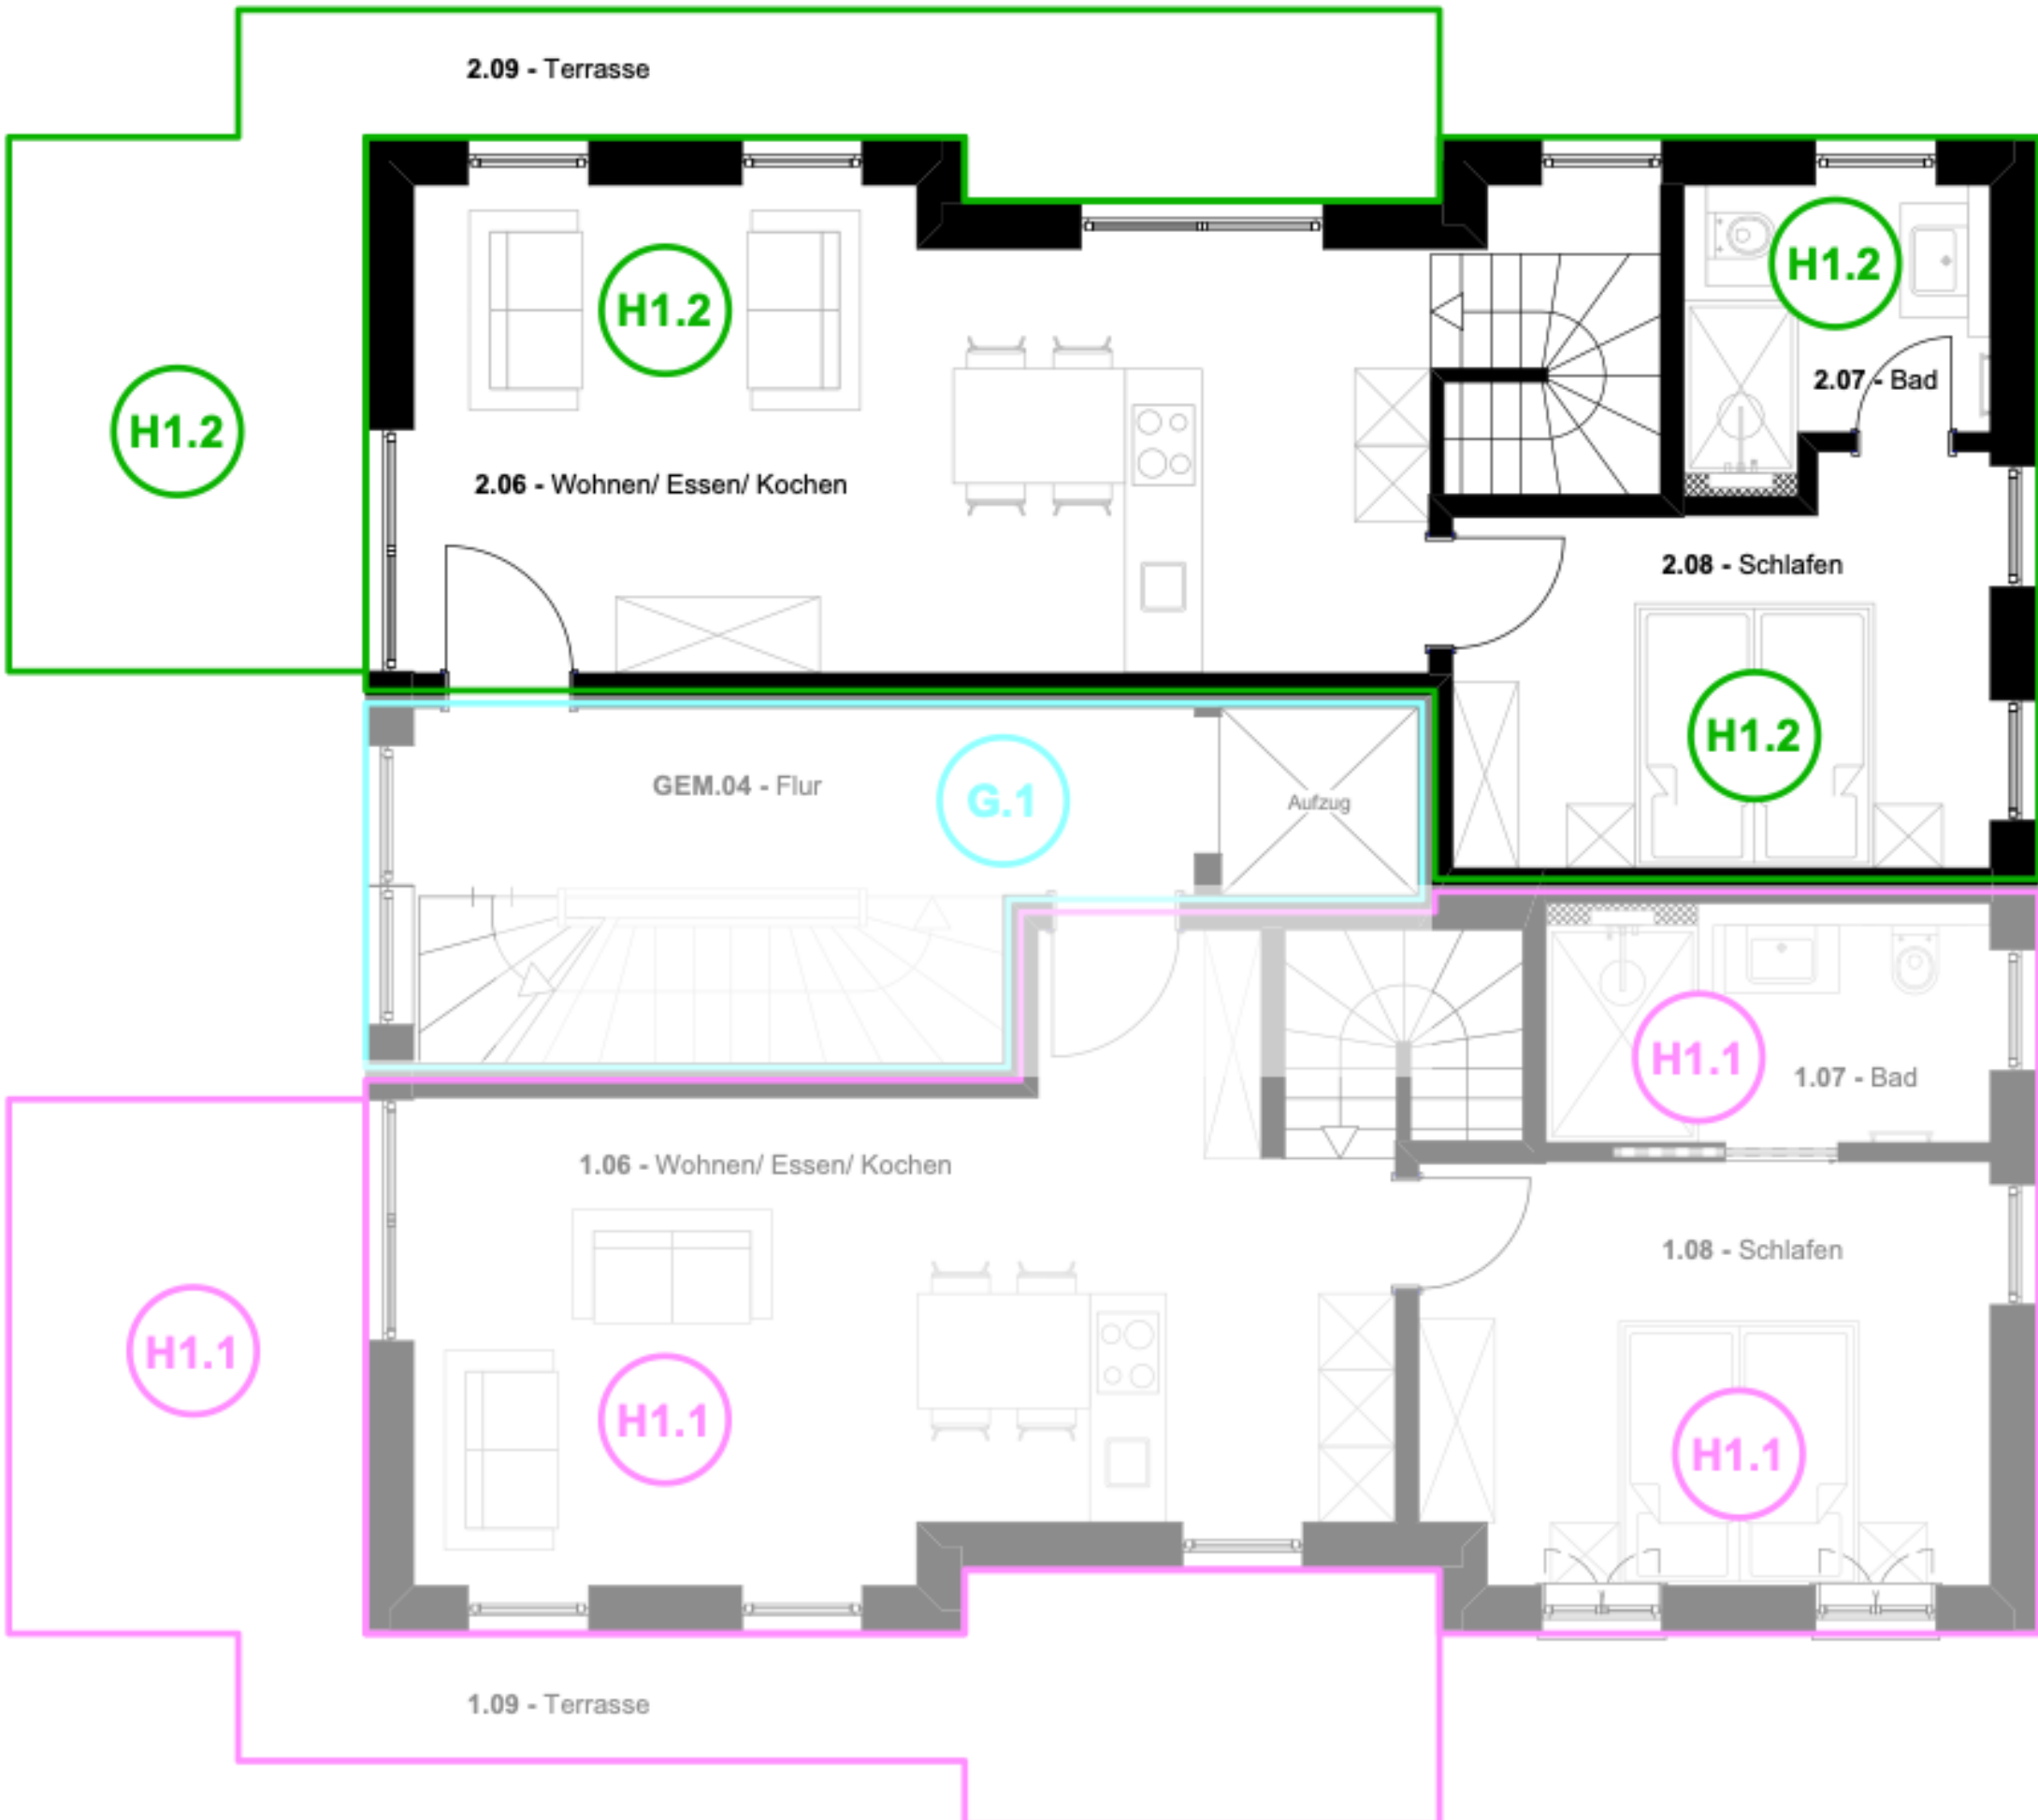 2.09 - Terrasse
H1.2
H1.2
H1.2
2.07 - Bad
2.06 - Wohnen/ Essen/ Kochen
2.08 - Schlafen
H1.2
GEM.04 - Flur
G.1
Aufzug
H1.1
1.07 - Bad
1.06 - Wohnen/ Essen/ Kochen
1.08 - Schlafen
H1.1
H1.1
H1.1
1.09 - Terrasse